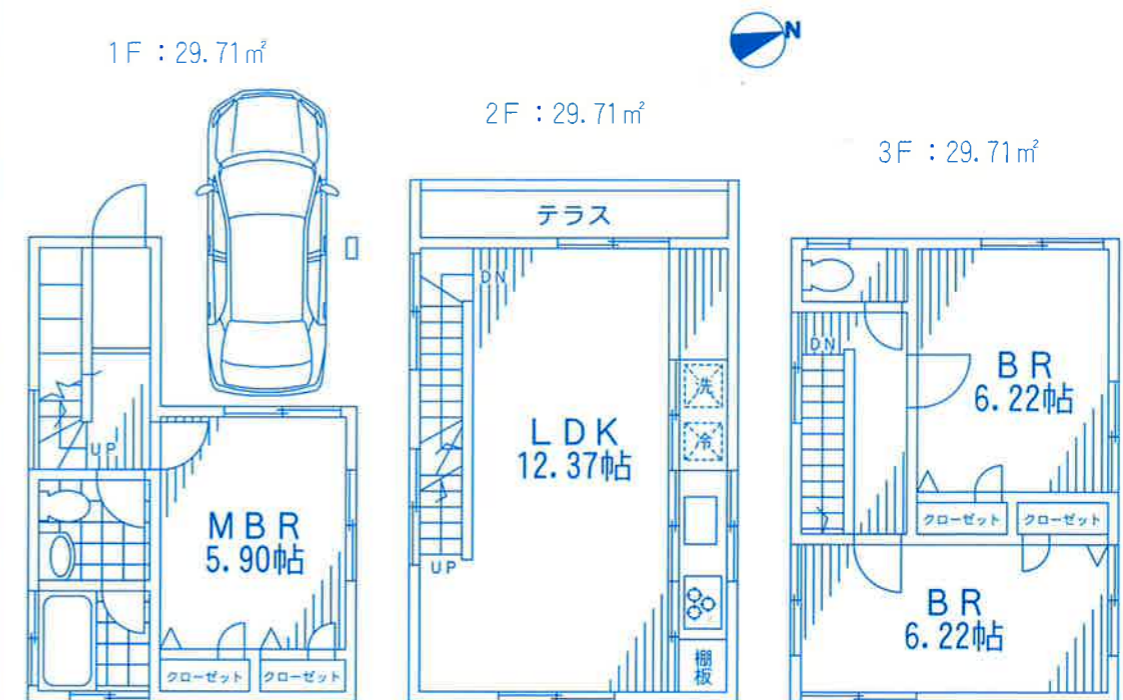 N
1F：29.71㎡
2F：29.71㎡
3F：29.71㎡
テラス
DN
UP
MBR
5.90帖
クローゼット
クローゼット
LDK
12.37帖
洗
冷
UP
棚板
DN
BR
6.22帖
クローゼット
クローゼット
BR
6.22帖